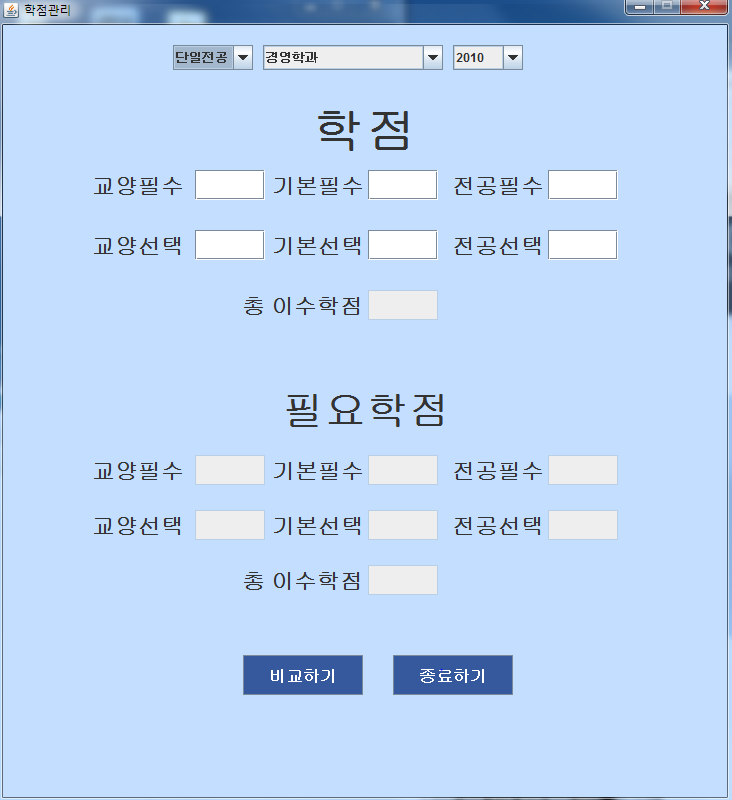 학점관리
단일전공 경영학과 2010
학점
교양필수 기본필수 전공필수
교양선택 기본선택 전공선택
총 이수학점
필요학점
교양필수 기본필수 전공필수
교양선택 기본선택 전공선택
총 이수학점
비교하기 종료하기